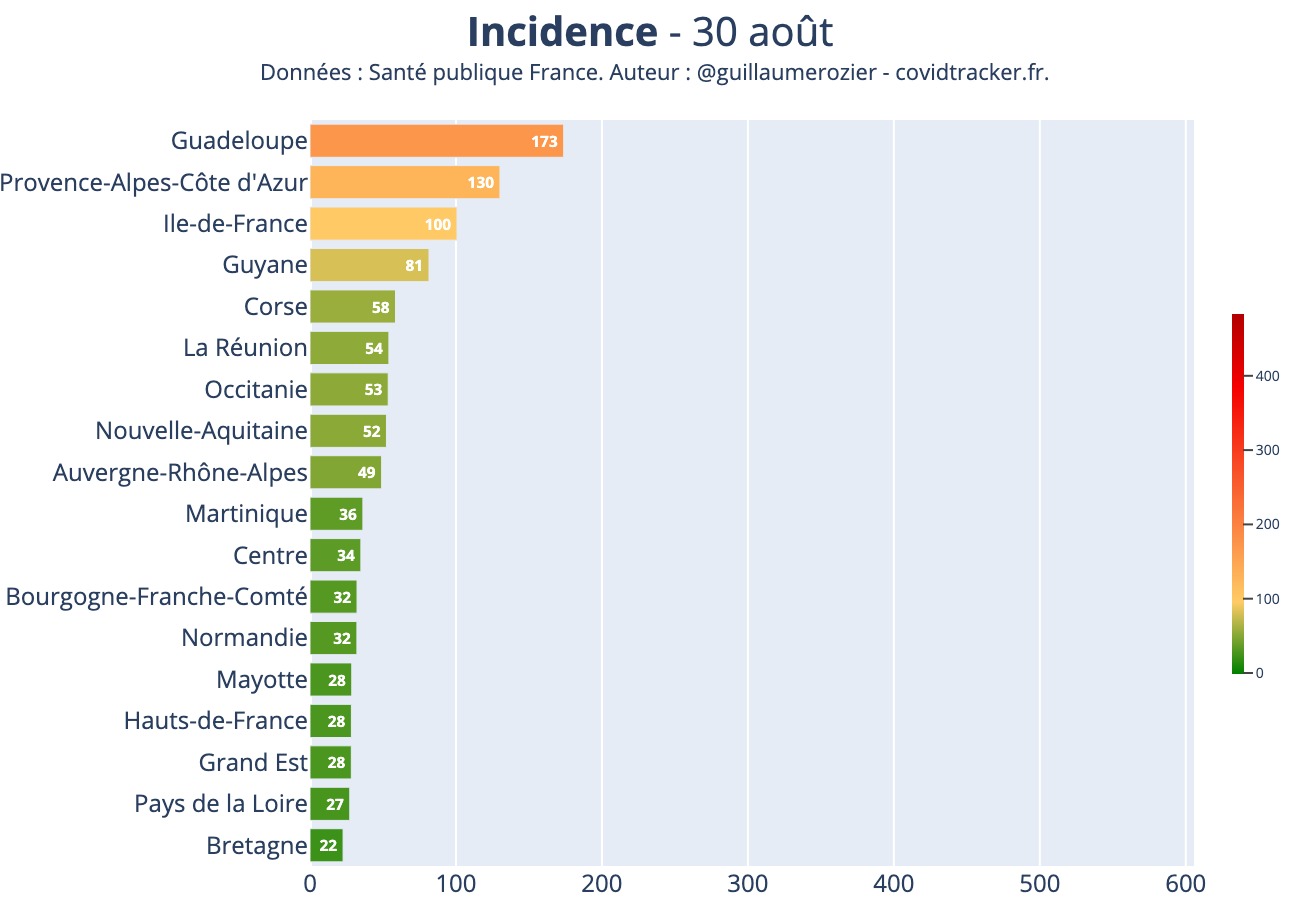 Incidence - 30 août
Données : Santé publique France. Auteur : @guillaumerozier - covidtracker.fr.
Guadeloupe 173
Provence-Alpes-Côte d'Azur 130
Ile-de-France 100
Guyane 81
Corse 58
La Réunion 54
Occitanie 53
Nouvelle-Aquitaine 52
Auvergne-Rhône-Alpes 49
Martinique 36
Centre 34
Bourgogne-Franche-Comté 32
Normandie 32
Mayotte 28
Hauts-de-France 28
Grand Est 28
Pays de la Loire 27
Bretagne 22
0 100 200 300 400 500 600
400
300
200
100
0